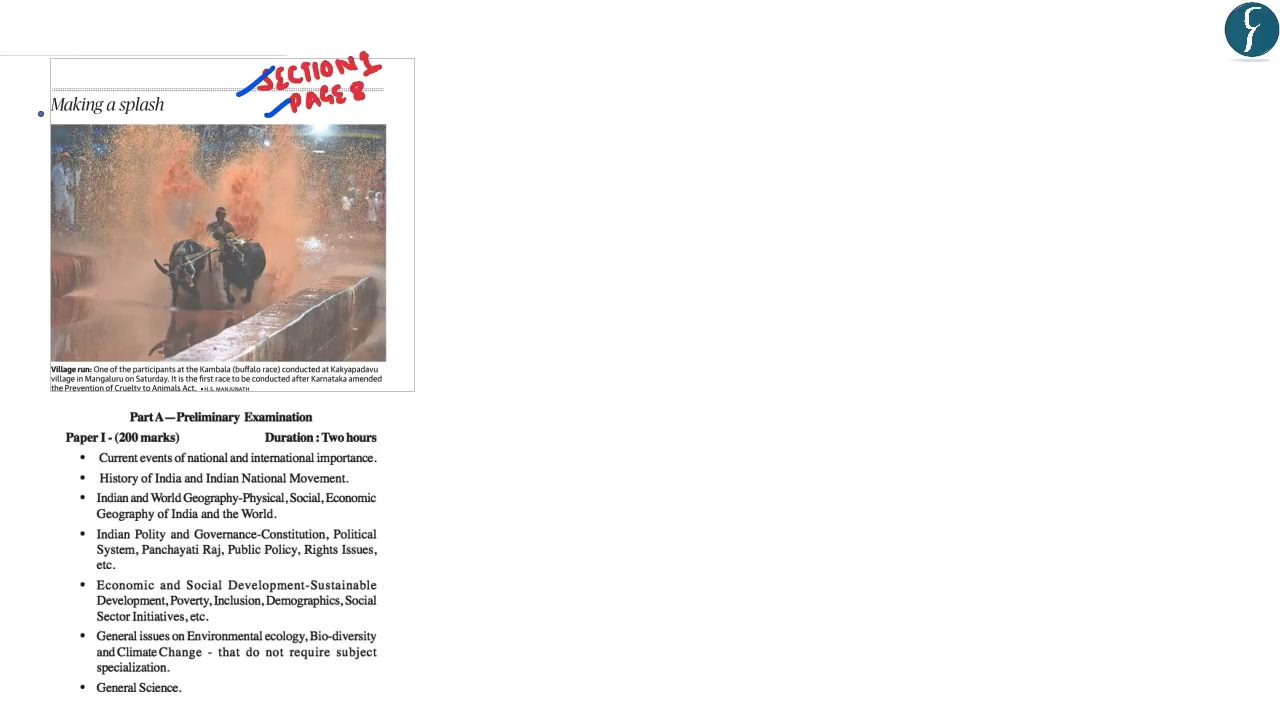 SECTION 1
PAGE 8
Making a splash
Village run: One of the participants at the Kambala (buffalo race) conducted at Kakyapadavu
village in Mangaluru on Saturday. It is the first race to be conducted after Karnataka amended
the Prevention of Cruelty to Animals Act. • H.S. MANJUNATH
Part A—Preliminary Examination
Paper I - (200 marks) Duration : Two hours
• Current events of national and international importance.
• History of India and Indian National Movement.
• Indian and World Geography-Physical, Social, Economic
Geography of India and the World.
• Indian Polity and Governance-Constitution, Political
System, Panchayati Raj, Public Policy, Rights Issues,
etc.
• Economic and Social Development-Sustainable
Development, Poverty, Inclusion, Demographics, Social
Sector Initiatives, etc.
• General issues on Environmental ecology, Bio-diversity
and Climate Change - that do not require subject
specialization.
• General Science.